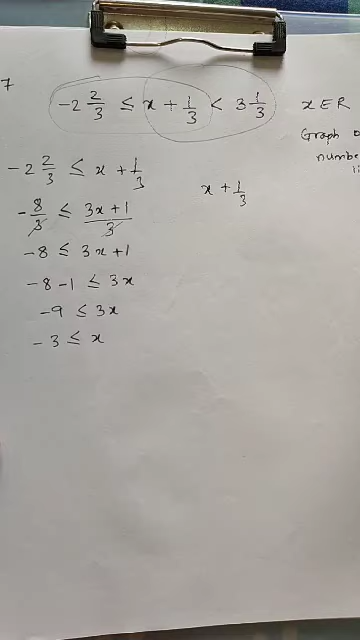 7
-2 2/3 ≤ x + 1/3 < 3 1/3 x ∈ R
Graph
number
-2 2/3 ≤ x + 1/3
x + 1/3
-8/3 ≤ (3x+1)/3
-8 ≤ 3x+1
-8 -1 ≤ 3x
-9 ≤ 3x
-3 ≤ x